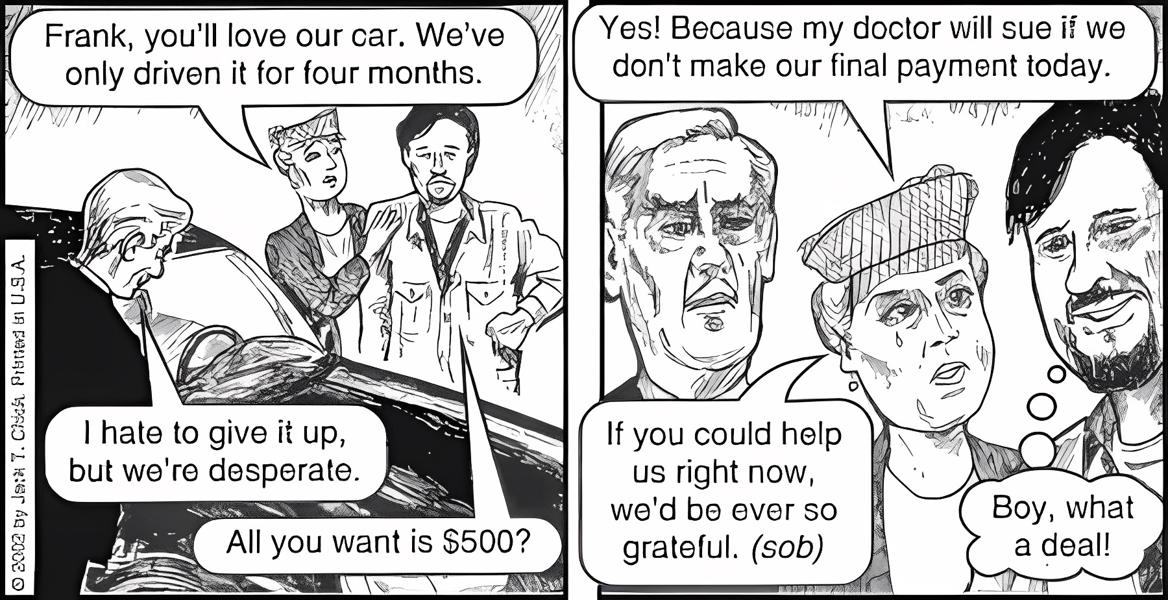 Frank, you'll love our car. We've
only driven it for four months.
I hate to give it up,
but we're desperate.
All you want is $500?
© 2002 by Jack T. Chick Printed in U.S.A.
Yes! Because my doctor will sue if we
don't make our final payment today.
If you could help
us right now,
we'd be ever so
grateful. (sob)
Boy, what
a deal!